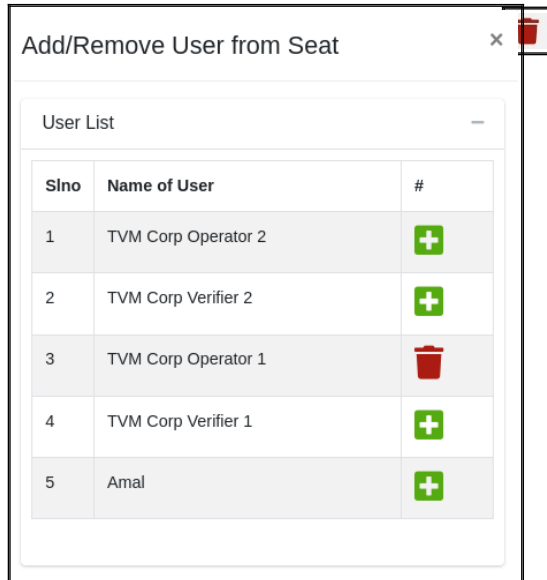 Add/Remove User from Seat ×
User List −
Slno Name of User #
1 TVM Corp Operator 2
2 TVM Corp Verifier 2
3 TVM Corp Operator 1
4 TVM Corp Verifier 1
5 Amal